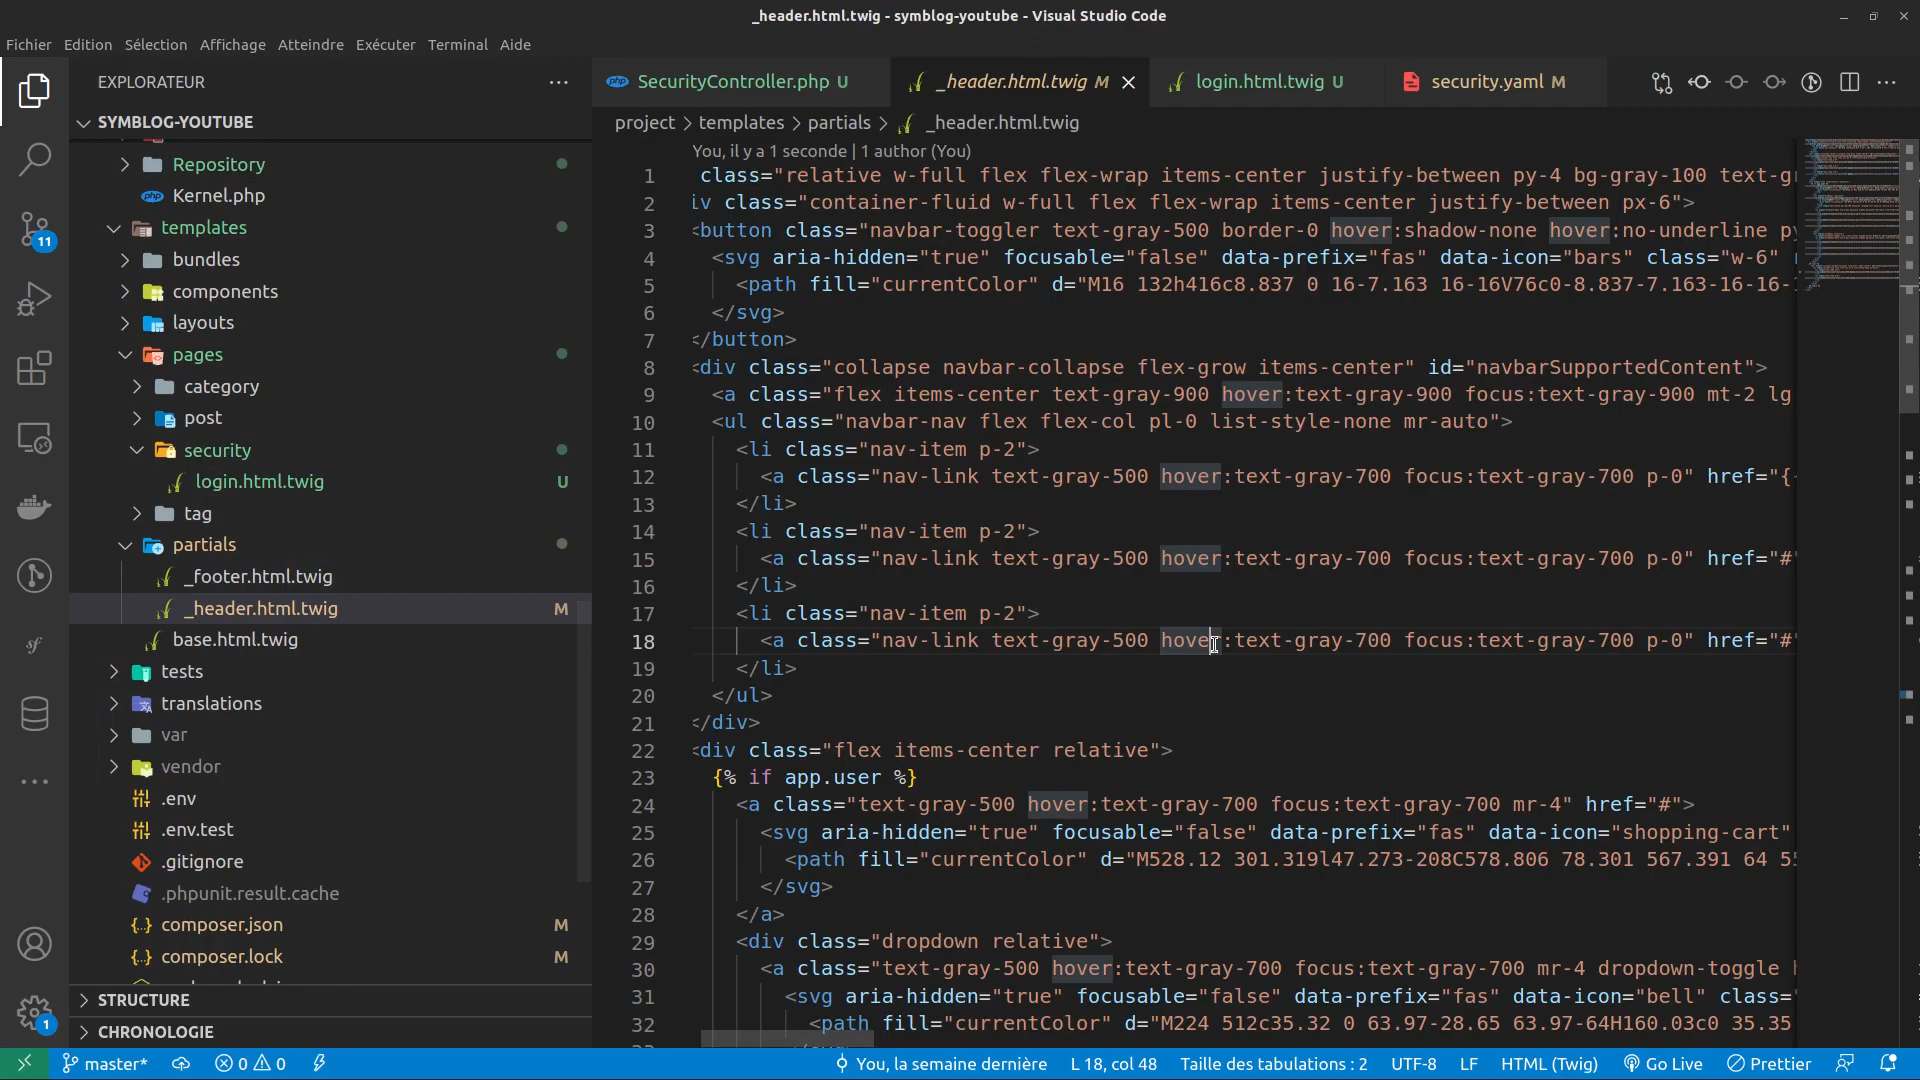 _header.html.twig - symblog-youtube - Visual Studio Code
Fichier Edition Sélection Affichage Atteindre Exécuter Terminal Aide
EXPLORATEUR
SYMBLOG-YOUTUBE
Repository
Kernel.php
templates
bundles
components
layouts
pages
category
post
security
login.html.twig U
tag
partials
_footer.html.twig
_header.html.twig M
base.html.twig
tests
translations
var
vendor
.env
.env.test
.gitignore
.phpunit.result.cache
composer.json M
composer.lock M
STRUCTURE
CHRONOLOGIE
11
1
SecurityController.php U
_header.html.twig M
login.html.twig U
security.yaml M
project > templates > partials > _header.html.twig
You, il y a 1 seconde | 1 author (You)
1 class="relative w-full flex flex-wrap items-center justify-between py-4 bg-gray-100 text-gr
2 iv class="container-fluid w-full flex flex-wrap items-center justify-between px-6">
3 <button class="navbar-toggler text-gray-500 border-0 hover:shadow-none hover:no-underline py
4 <svg aria-hidden="true" focusable="false" data-prefix="fas" data-icon="bars" class="w-6"
5 <path fill="currentColor" d="M16 132h416c8.837 0 16-7.163 16-16V76c0-8.837-7.163-16-16-
6 </svg>
7 </button>
8 <div class="collapse navbar-collapse flex-grow items-center" id="navbarSupportedContent">
9 <a class="flex items-center text-gray-900 hover:text-gray-900 focus:text-gray-900 mt-2 lg
10 <ul class="navbar-nav flex flex-col pl-0 list-style-none mr-auto">
11 <li class="nav-item p-2">
12 <a class="nav-link text-gray-500 hover:text-gray-700 focus:text-gray-700 p-0" href="{
13 </li>
14 <li class="nav-item p-2">
15 <a class="nav-link text-gray-500 hover:text-gray-700 focus:text-gray-700 p-0" href="#"
16 </li>
17 <li class="nav-item p-2">
18 <a class="nav-link text-gray-500 hover:text-gray-700 focus:text-gray-700 p-0" href="#"
19 </li>
20 </ul>
21 </div>
22 <div class="flex items-center relative">
23 {% if app.user %}
24 <a class="text-gray-500 hover:text-gray-700 focus:text-gray-700 mr-4" href="#">
25 <svg aria-hidden="true" focusable="false" data-prefix="fas" data-icon="shopping-cart"
26 <path fill="currentColor" d="M528.12 301.319l47.273-208C578.806 78.301 567.391 64 55
27 </svg>
28 </a>
29 <div class="dropdown relative">
30 <a class="text-gray-500 hover:text-gray-700 focus:text-gray-700 mr-4 dropdown-toggle h
31 <svg aria-hidden="true" focusable="false" data-prefix="fas" data-icon="bell" class="
32 <path fill="currentColor" d="M224 512c35.32 0 63.97-28.65 63.97-64H160.03c0 35.35
master* 0 0 You, la semaine dernière L 18, col 48 Taille des tabulations : 2 UTF-8 LF HTML (Twig) Go Live Prettier